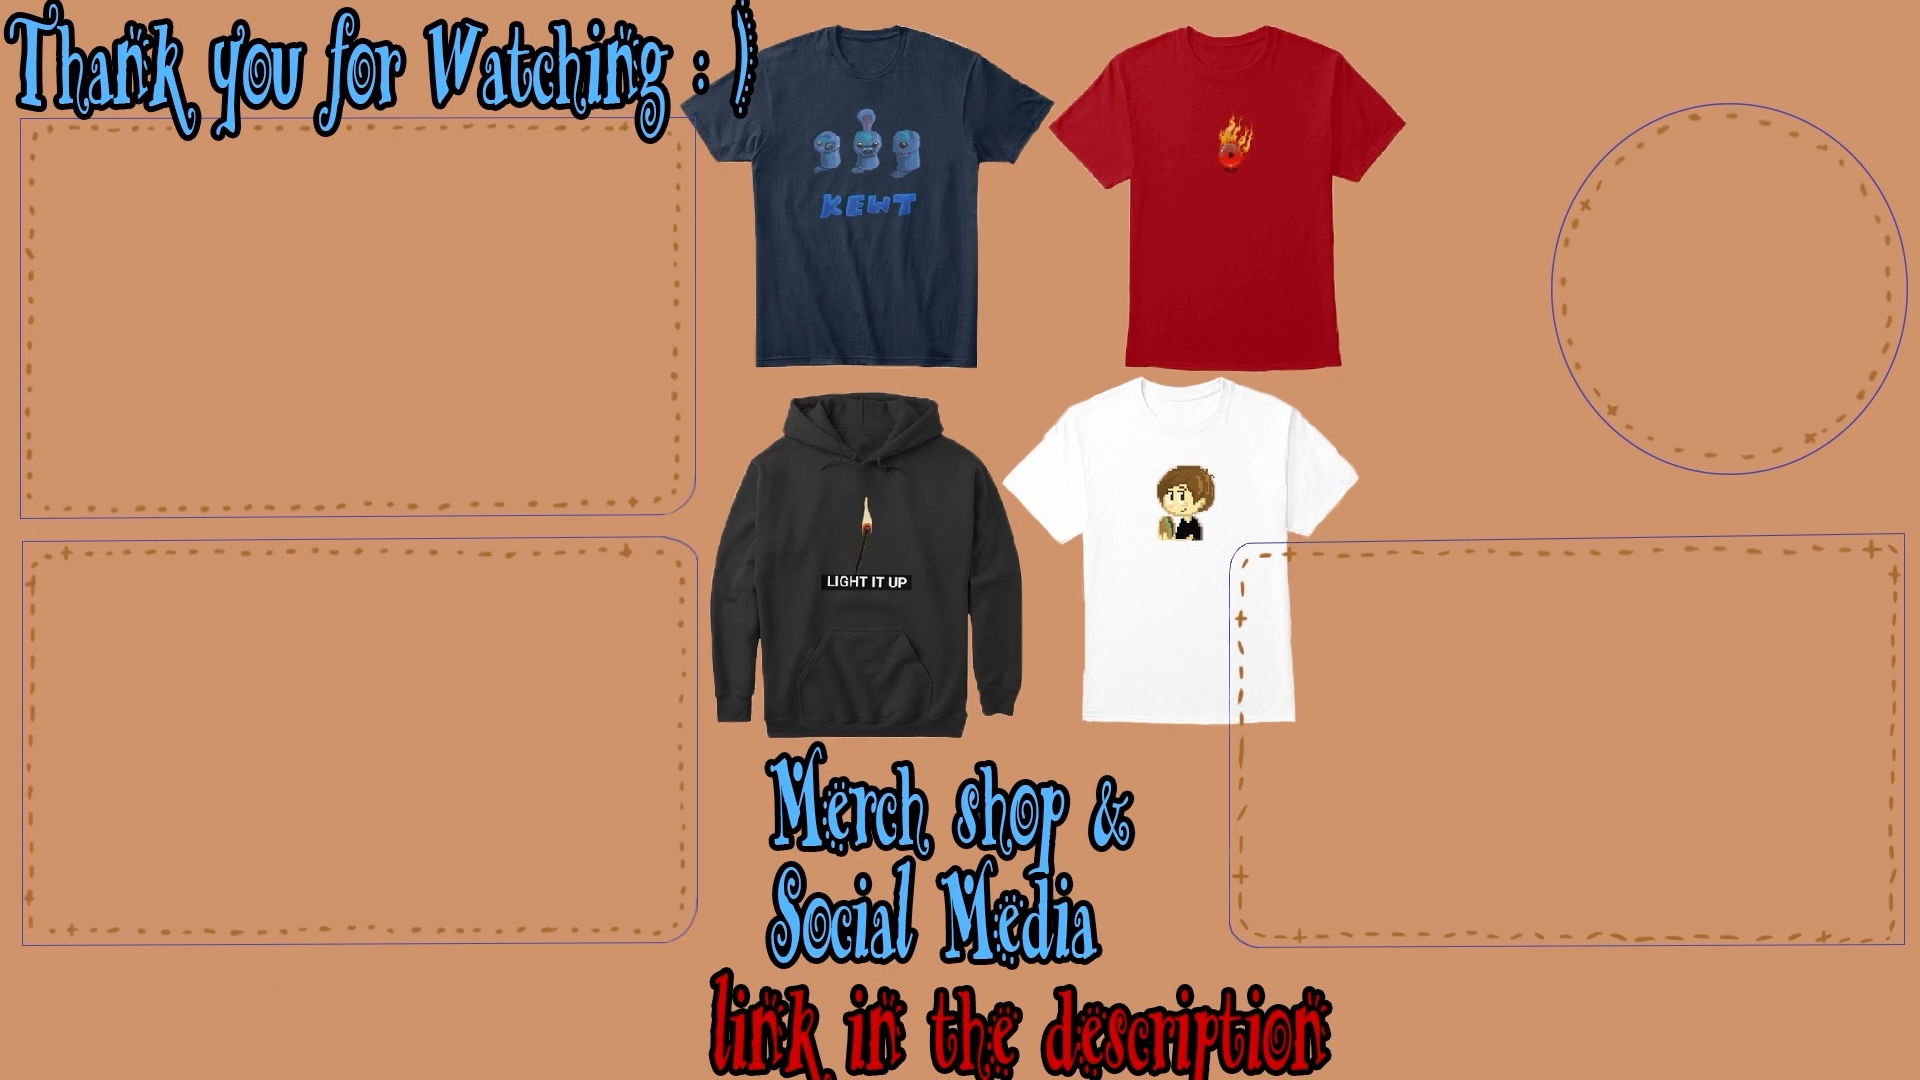 Thank you for Watching : )
KEWT
LIGHT IT UP
Merch shop &
Social Media
link in the description